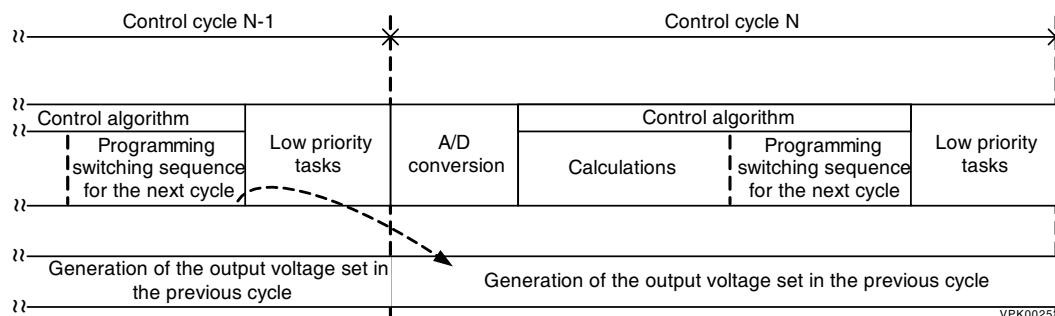 Control cycle N-1
Control cycle N
Control algorithm
Programming
switching sequence
for the next cycle
Low priority
tasks
A/D
conversion
Control algorithm
Calculations
Programming
switching sequence
for the next cycle
Low priority
tasks
Generation of the output voltage set in
the previous cycle
Generation of the output voltage set in the previous cycle